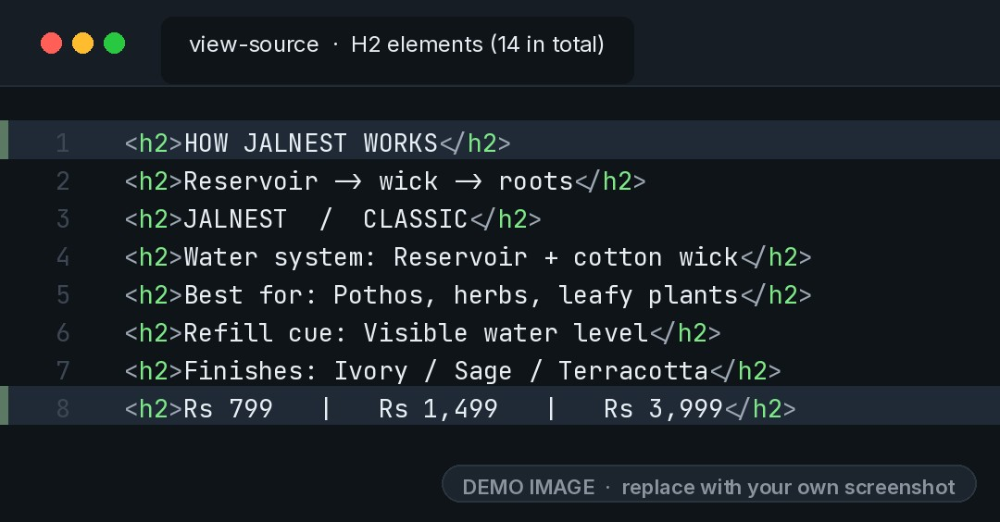 view-source · H2 elements (14 in total)
1 <h2>HOW JALNEST WORKS</h2>
2 <h2>Reservoir -> wick -> roots</h2>
3 <h2>JALNEST  /  CLASSIC</h2>
4 <h2>Water system: Reservoir + cotton wick</h2>
5 <h2>Best for: Pothos, herbs, leafy plants</h2>
6 <h2>Refill cue: Visible water level</h2>
7 <h2>Finishes: Ivory / Sage / Terracotta</h2>
8 <h2>Rs 799   |   Rs 1,499   |   Rs 3,999</h2>
DEMO IMAGE · replace with your own screenshot